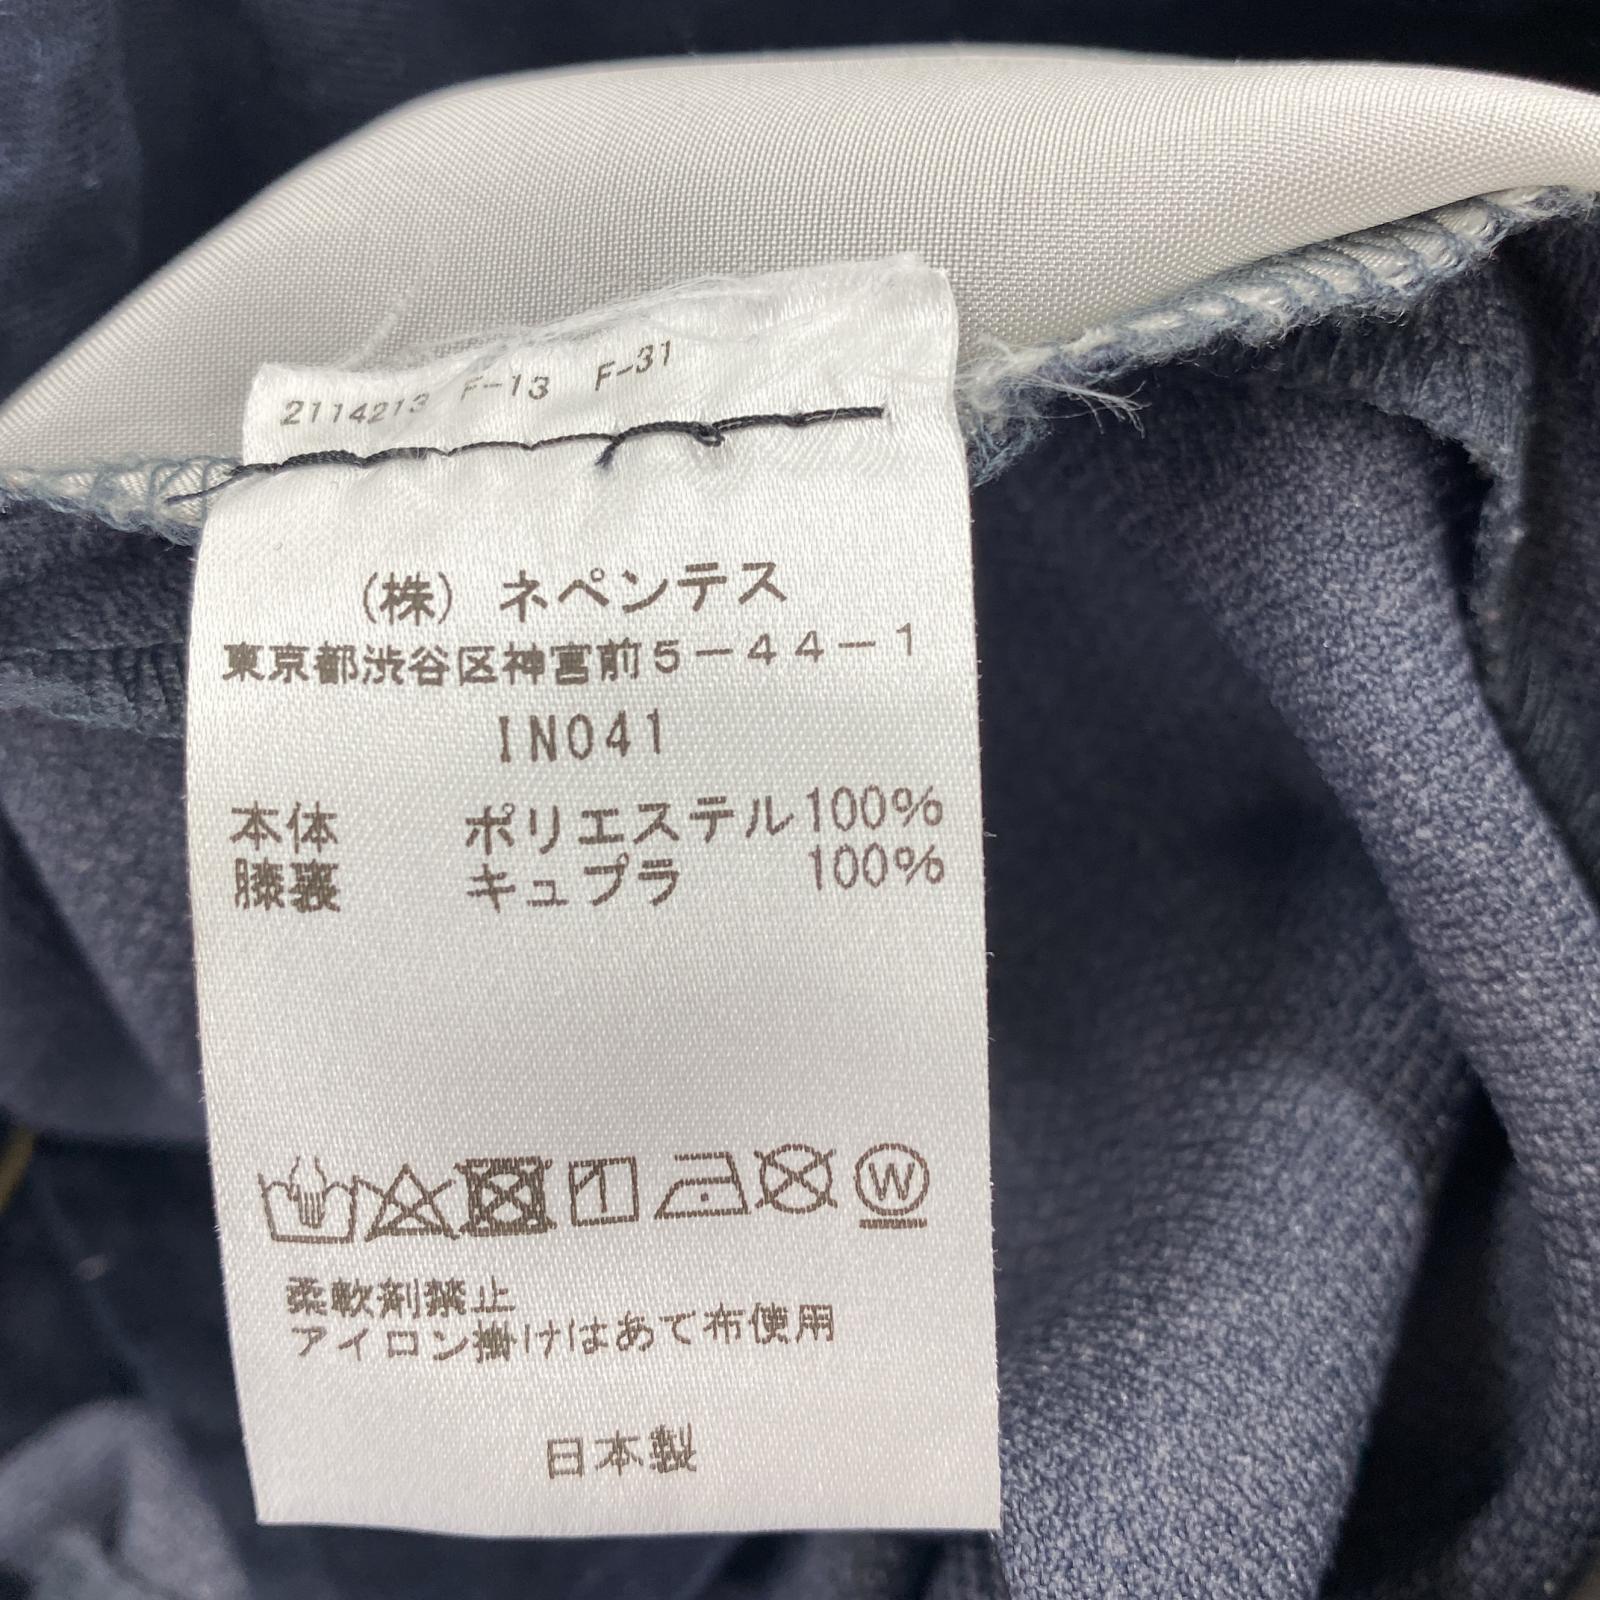 2114213 F-13 F-31
(株) ネペンテス
東京都渋谷区神宮前5-44-1
IN041
本体 ポリエステル100%
膝裏 キュプラ 100%
W
柔軟剤禁止
アイロン掛けはあて布使用
日本製